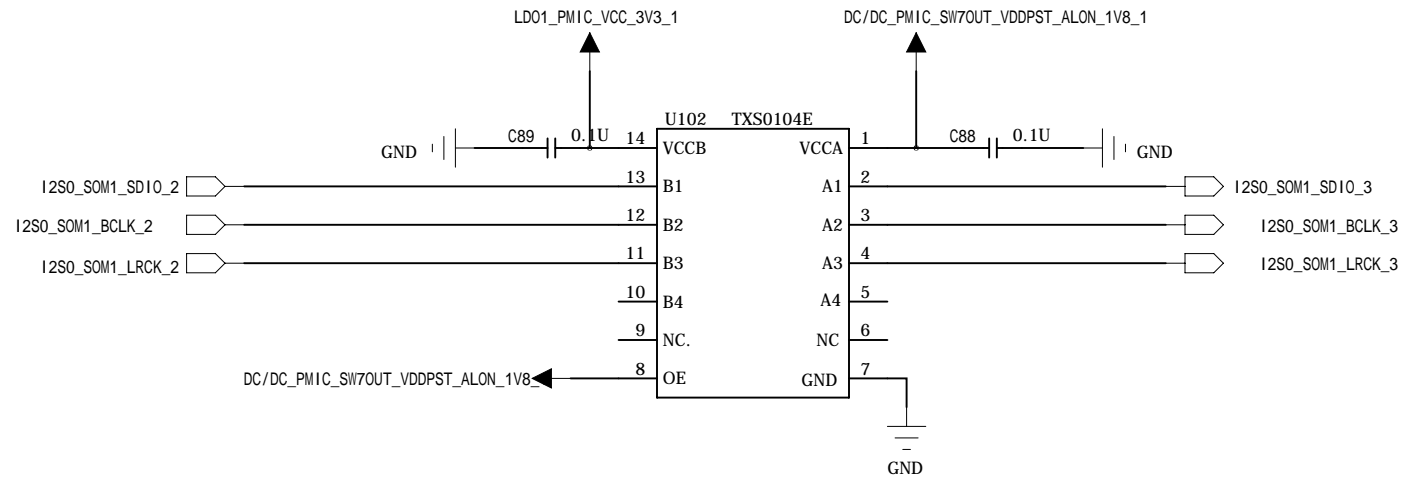 LDO1_PMIC_VCC_3V3_1
DC/DC_PMIC_SW7OUT_VDDPST_ALON_1V8_1
U102 TXS0104E
GND C89 0.1U 14 VCCB VCCA 1 C88 0.1U GND
I2S0_SOM1_SDIO_2 13 B1 A1 2 I2S0_SOM1_SDIO_3
I2S0_SOM1_BCLK_2 12 B2 A2 3 I2S0_SOM1_BCLK_3
I2S0_SOM1_LRCK_2 11 B3 A3 4 I2S0_SOM1_LRCK_3
10 B4 A4 5
9 NC. NC 6
DC/DC_PMIC_SW7OUT_VDDPST_ALON_1V8_ 8 OE GND 7
GND